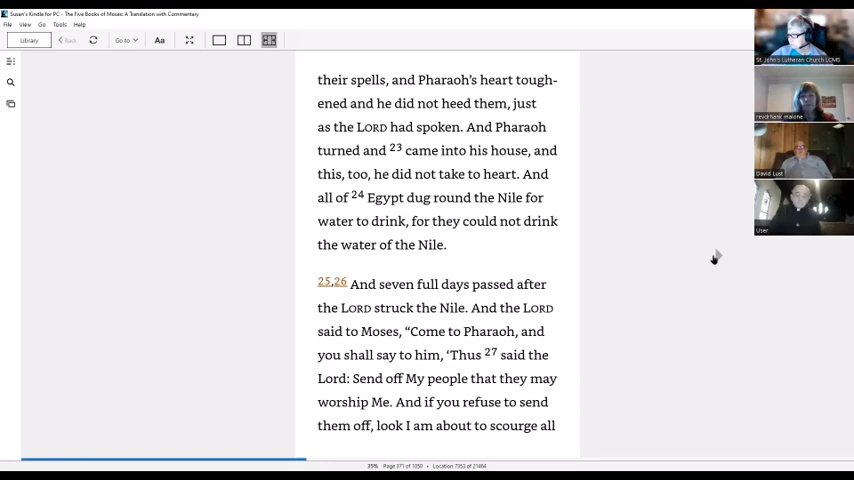 Susan's Kindle for PC - The Five Books of Moses: A Translation with Commentary
File View Go Tools Help
Library Back Go to Aa
their spells, and Pharaoh's heart tough-
ened and he did not heed them, just
as the LORD had spoken. And Pharaoh
turned and 23 came into his house, and
this, too, he did not take to heart. And
all of 24 Egypt dug round the Nile for
water to drink, for they could not drink
the water of the Nile.
25,26 And seven full days passed after
the LORD struck the Nile. And the LORD
said to Moses, “Come to Pharaoh, and
you shall say to him, ‘Thus 27 said the
Lord: Send off My people that they may
worship Me. And if you refuse to send
them off, look I am about to scourge all
35% Page 371 of 1050 • Location 7353 of 21464
St. John's Lutheran Church LCMS
revdrhank malone
David Lust
User